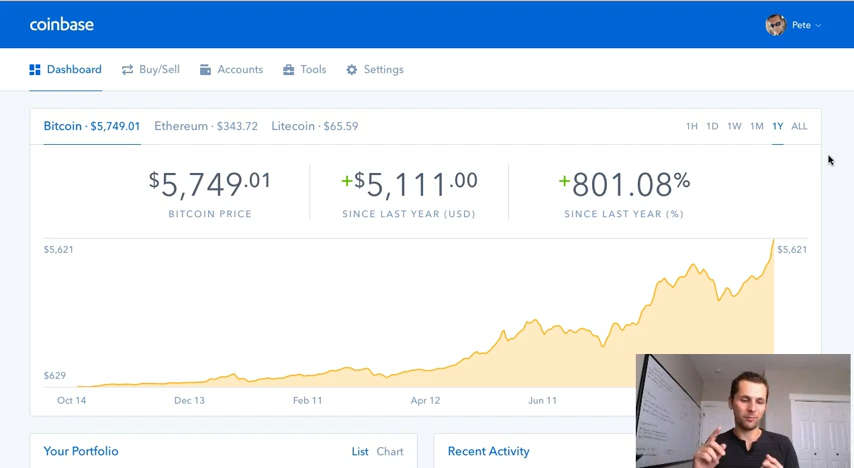 coinbase
Pete
Dashboard Buy/Sell Accounts Tools Settings
Bitcoin · $5,749.01 Ethereum · $343.72 Litecoin · $65.59 1H 1D 1W 1M 1Y ALL
$5,749.01 +$5,111.00 +801.08%
BITCOIN PRICE SINCE LAST YEAR (USD) SINCE LAST YEAR (%)
$5,621 $5,621
$629
Oct 14 Dec 13 Feb 11 Apr 12 Jun 11
Your Portfolio List Chart Recent Activity